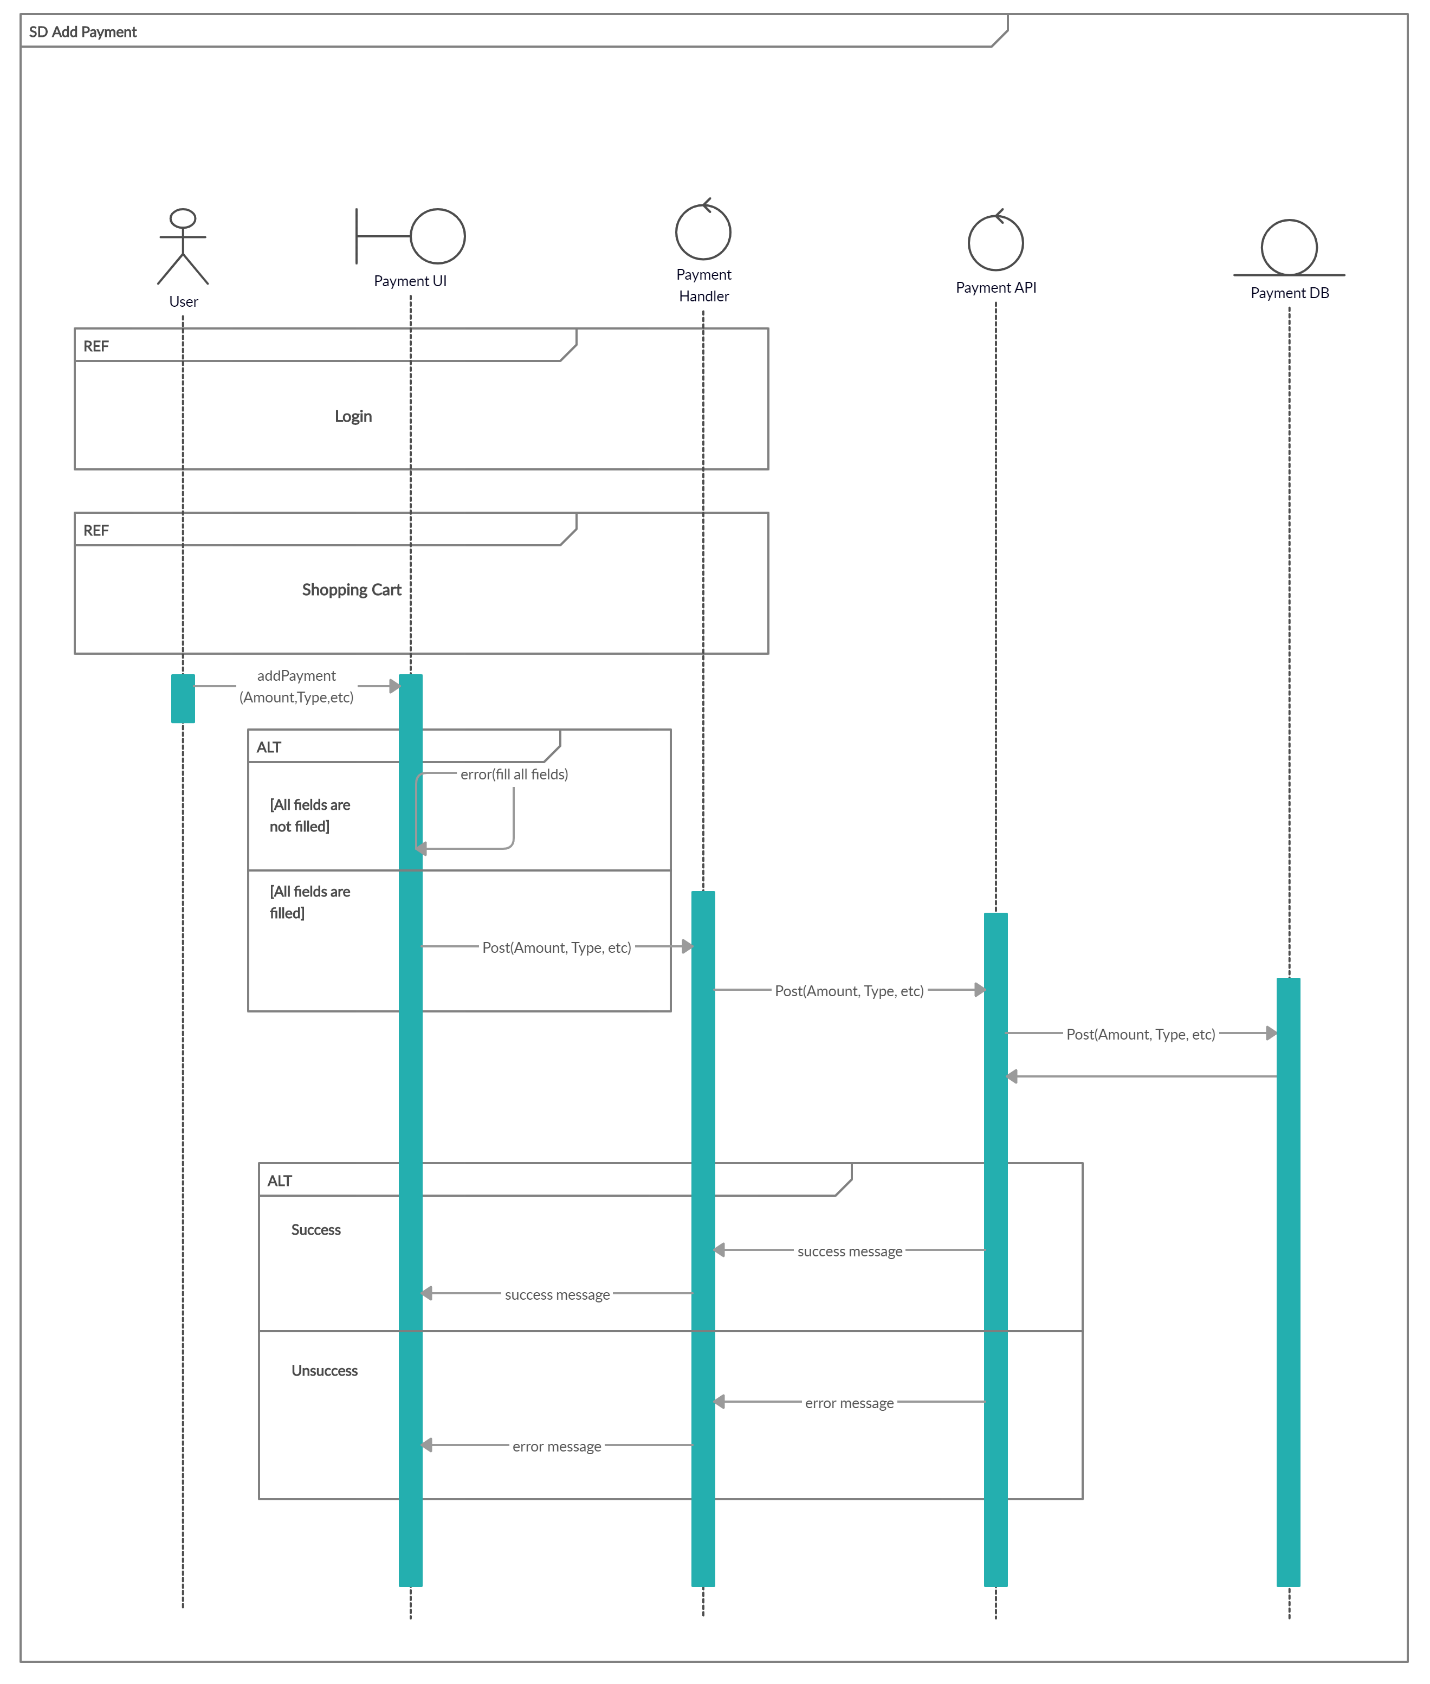 SD Add Payment
User
Payment UI
Payment
Handler
Payment API
Payment DB
REF
Login
REF
Shopping Cart
addPayment
(Amount,Type,etc)
ALT
error(fill all fields)
[All fields are
not filled]
[All fields are
filled]
Post(Amount, Type, etc)
Post(Amount, Type, etc)
Post(Amount, Type, etc)
ALT
Success
success message
success message
Unsuccess
error message
error message